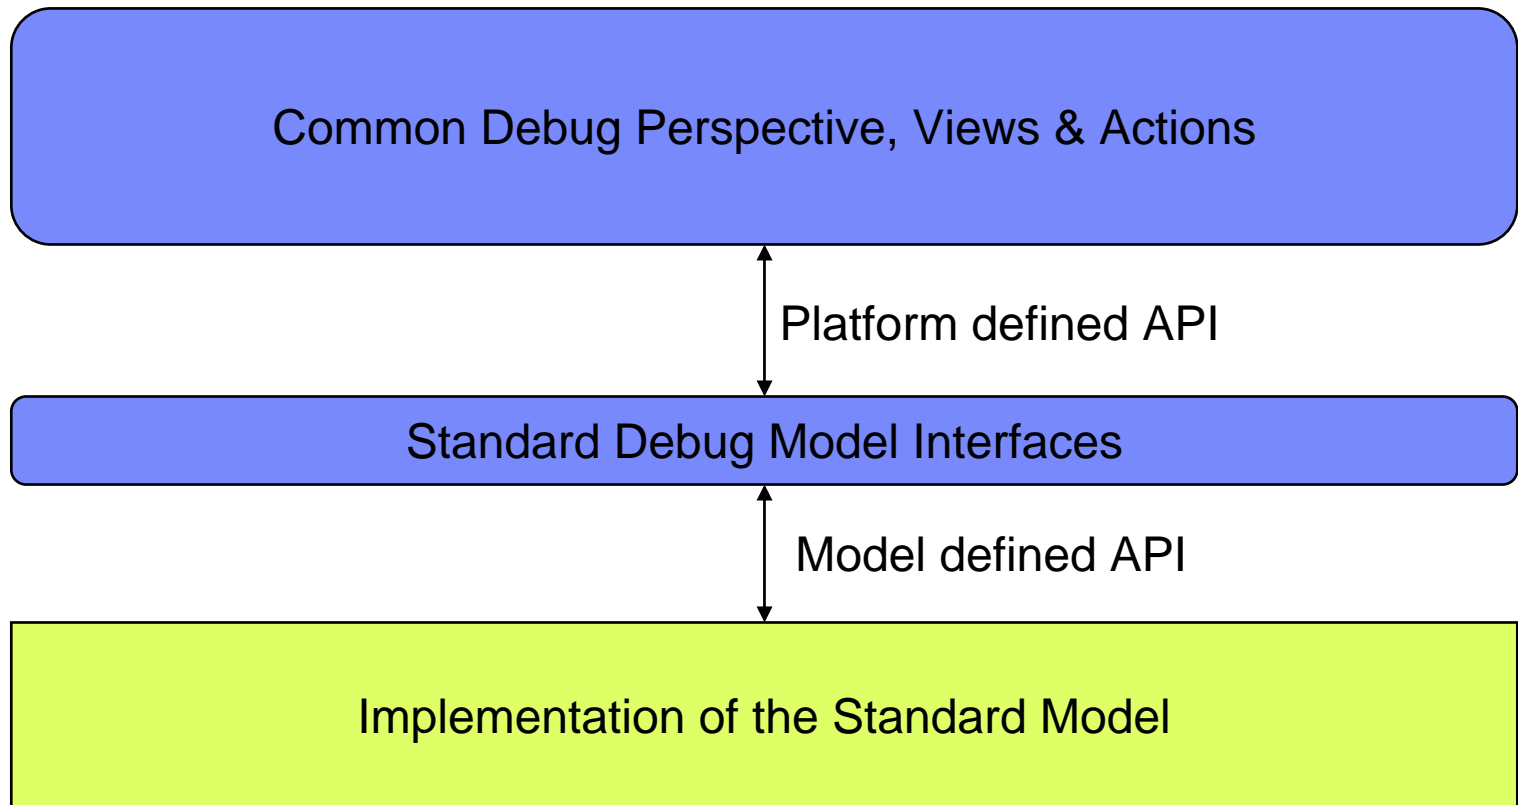 Common Debug Perspective, Views & Actions
Platform defined API
Standard Debug Model Interfaces
Model defined API
Implementation of the Standard Model